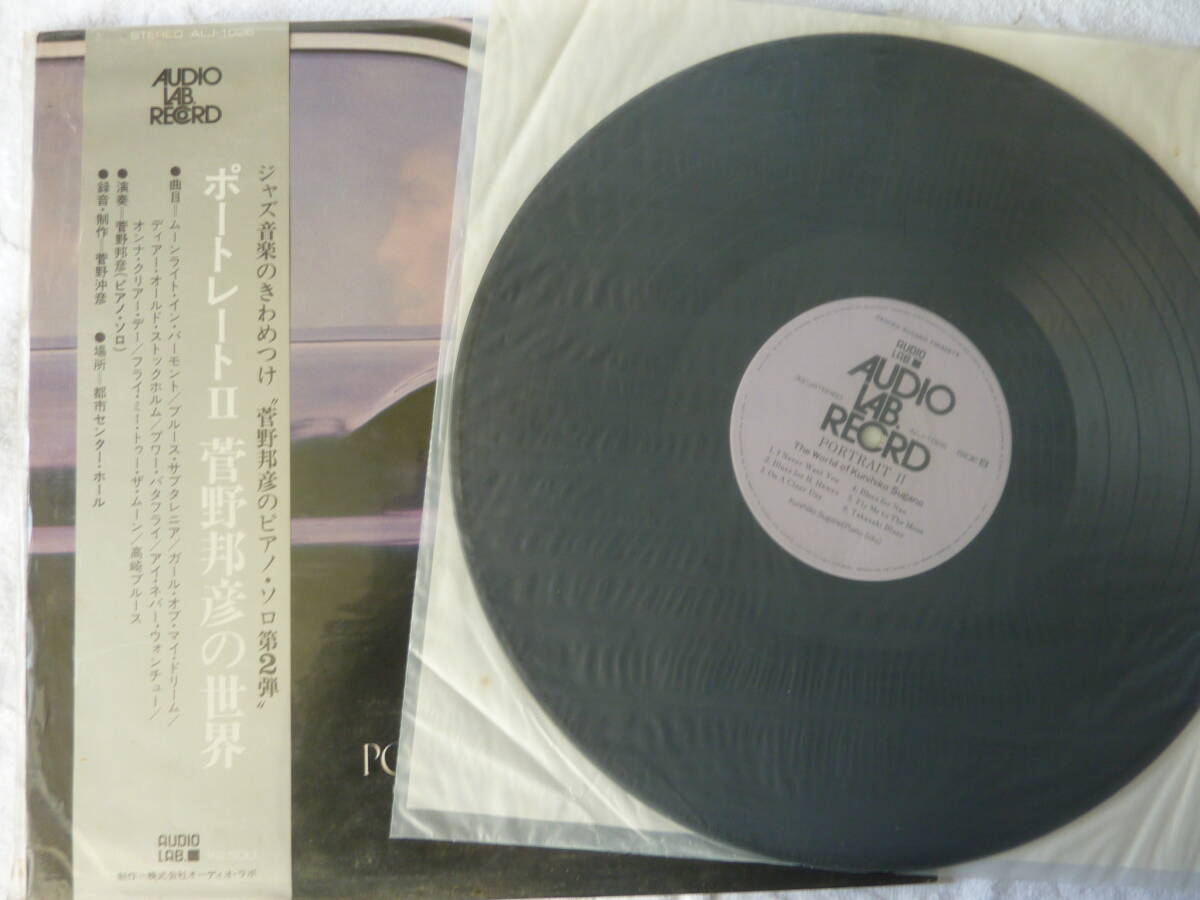 STEREO ALJ-1026
AUDIO
LAB.
RECORD
ジャズ音楽のきわめつけ〝菅野邦彦のピアノ・ソロ第2弾〟
ポートレートII 菅野邦彦の世界
●曲目=ムーンライト・イン・バーモント/ブルース・サブタレニア/ガール・オブ・マイ・ドリーム/
ディアー・オールド・ストックホルム/プワー・バタフライ/アイ・ネバー・ウォンチュー/
オンナ・クリアー・デー/フライ・ミー・トゥー・ザ・ムーン/高崎ブルース
●演奏=菅野邦彦(ピアノ・ソロ)
●録音・制作=菅野沖彦 ●場所=都市センター・ホール
AUDIO
LAB.
¥2,500
制作—株式会社オーディオ・ラボ
PO
AUDIO
LAB.
AUDIO
LAB.
RECORD
SIDE B
PORTRAIT II
The World of Kunihiko Sugano
1. I Never Want You
2. Blues for H. Hawes
3. On A Clear Day
4. Blues for Nao
5. Fly Me to The Moon
6. Takasaki Blues
Kunihiko Sugano(Piano Solo)